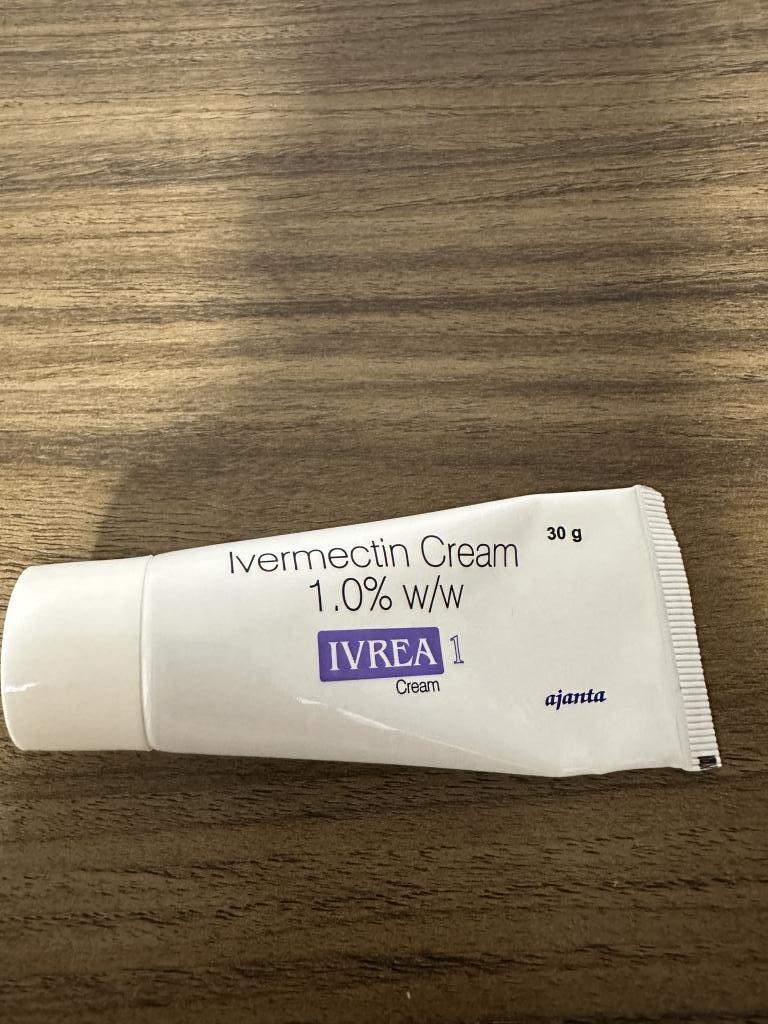 Ivermectin Cream
30 g
1.0% w/w
IVREA 1
Cream
ajanta